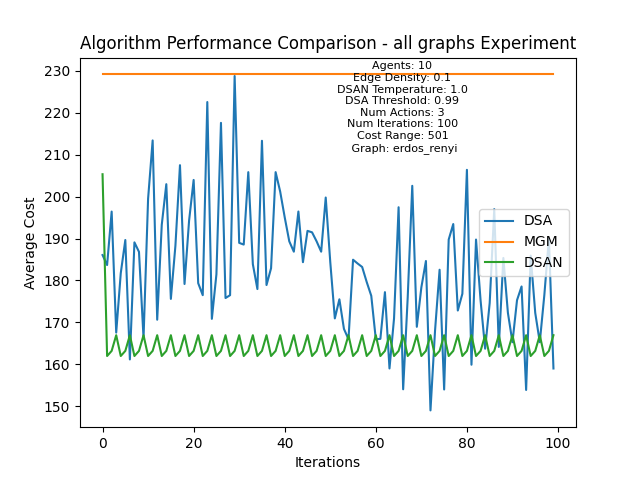 Algorithm Performance Comparison - all graphs Experiment
Agents: 10
Edge Density: 0.1
DSAN Temperature: 1.0
DSA Threshold: 0.99
Num Actions: 3
Num Iterations: 100
Cost Range: 501
Graph: erdos_renyi
230
220
210
200
190
180
170
160
150
Average Cost
DSA
MGM
DSAN
0
20
40
60
80
100
Iterations